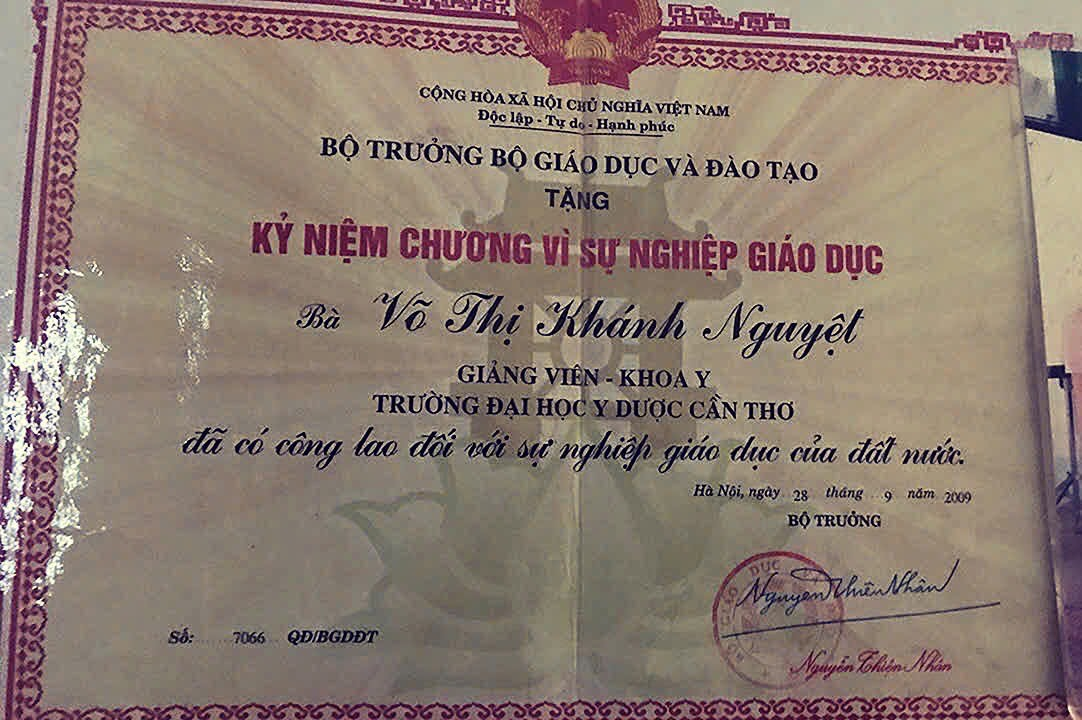 CỘNG HÒA XÃ HỘI CHỦ NGHĨA VIỆT NAM
Độc lập - Tự do - Hạnh phúc
BỘ TRƯỞNG BỘ GIÁO DỤC VÀ ĐÀO TẠO
TẶNG
KỶ NIỆM CHƯƠNG VÌ SỰ NGHIỆP GIÁO DỤC
Bà Võ Thị Khánh Nguyệt
GIẢNG VIÊN - KHOA Y
TRƯỜNG ĐẠI HỌC Y DƯỢC CẦN THƠ
đã có công lao đối với sự nghiệp giáo dục của đất nước.
Hà Nội, ngày 28 tháng 9 năm 2009
BỘ TRƯỞNG
Nguyễn Thiện Nhân
Số: 7066 QĐ/BGDĐT
Nguyễn Thiện Nhân